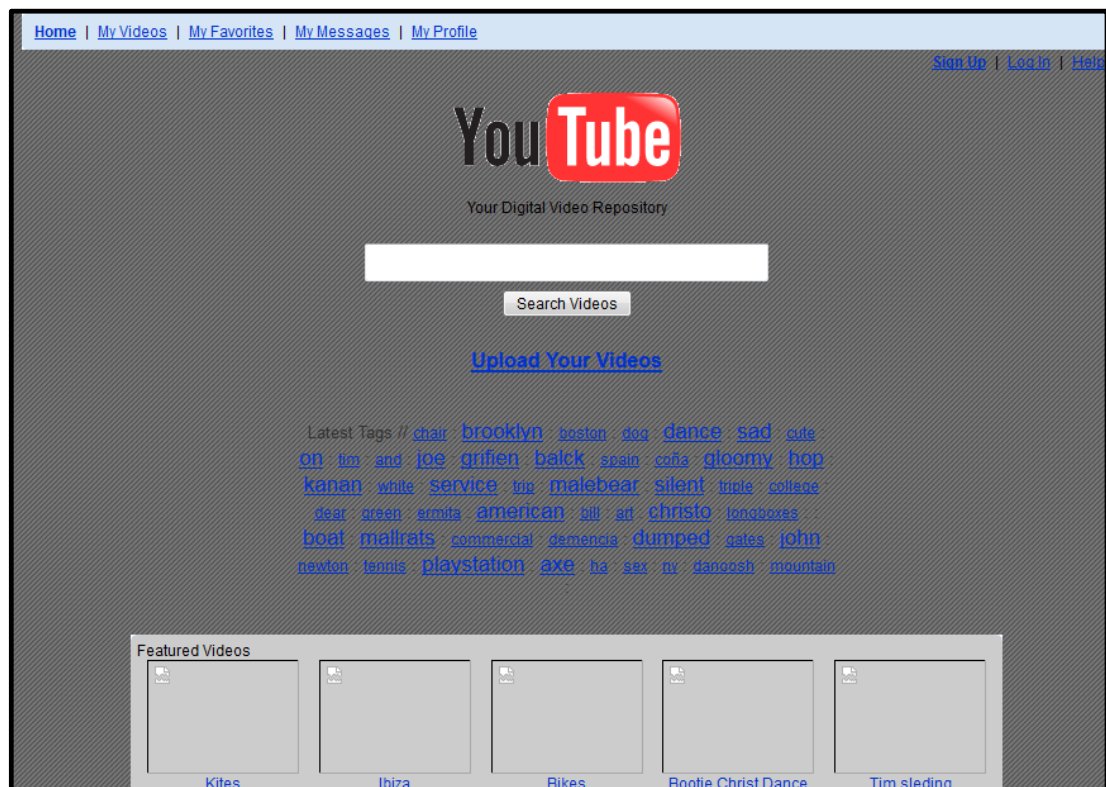 Home | My Videos | My Favorites | My Messages | My Profile
Sign Up | Log In | Help
YouTube
Your Digital Video Repository
Search Videos
Upload Your Videos
Latest Tags // chair : brooklyn : boston : dog : dance : sad : cute :
on : tim : and : joe : grifien : balck : spain : coña : gloomy : hop :
kanan : white : service : trip : malebear : silent : triple : college :
dear : green : ermita : american : bill : art : christo : longboxes : :
boat : mallrats : commercial : demencia : dumped : gates : john :
newton : tennis : playstation : axe : ha : sex : ny : danoosh : mountain
:
Featured Videos
Kites Ibiza Bikes Bootie Christ Dance Tim sleding